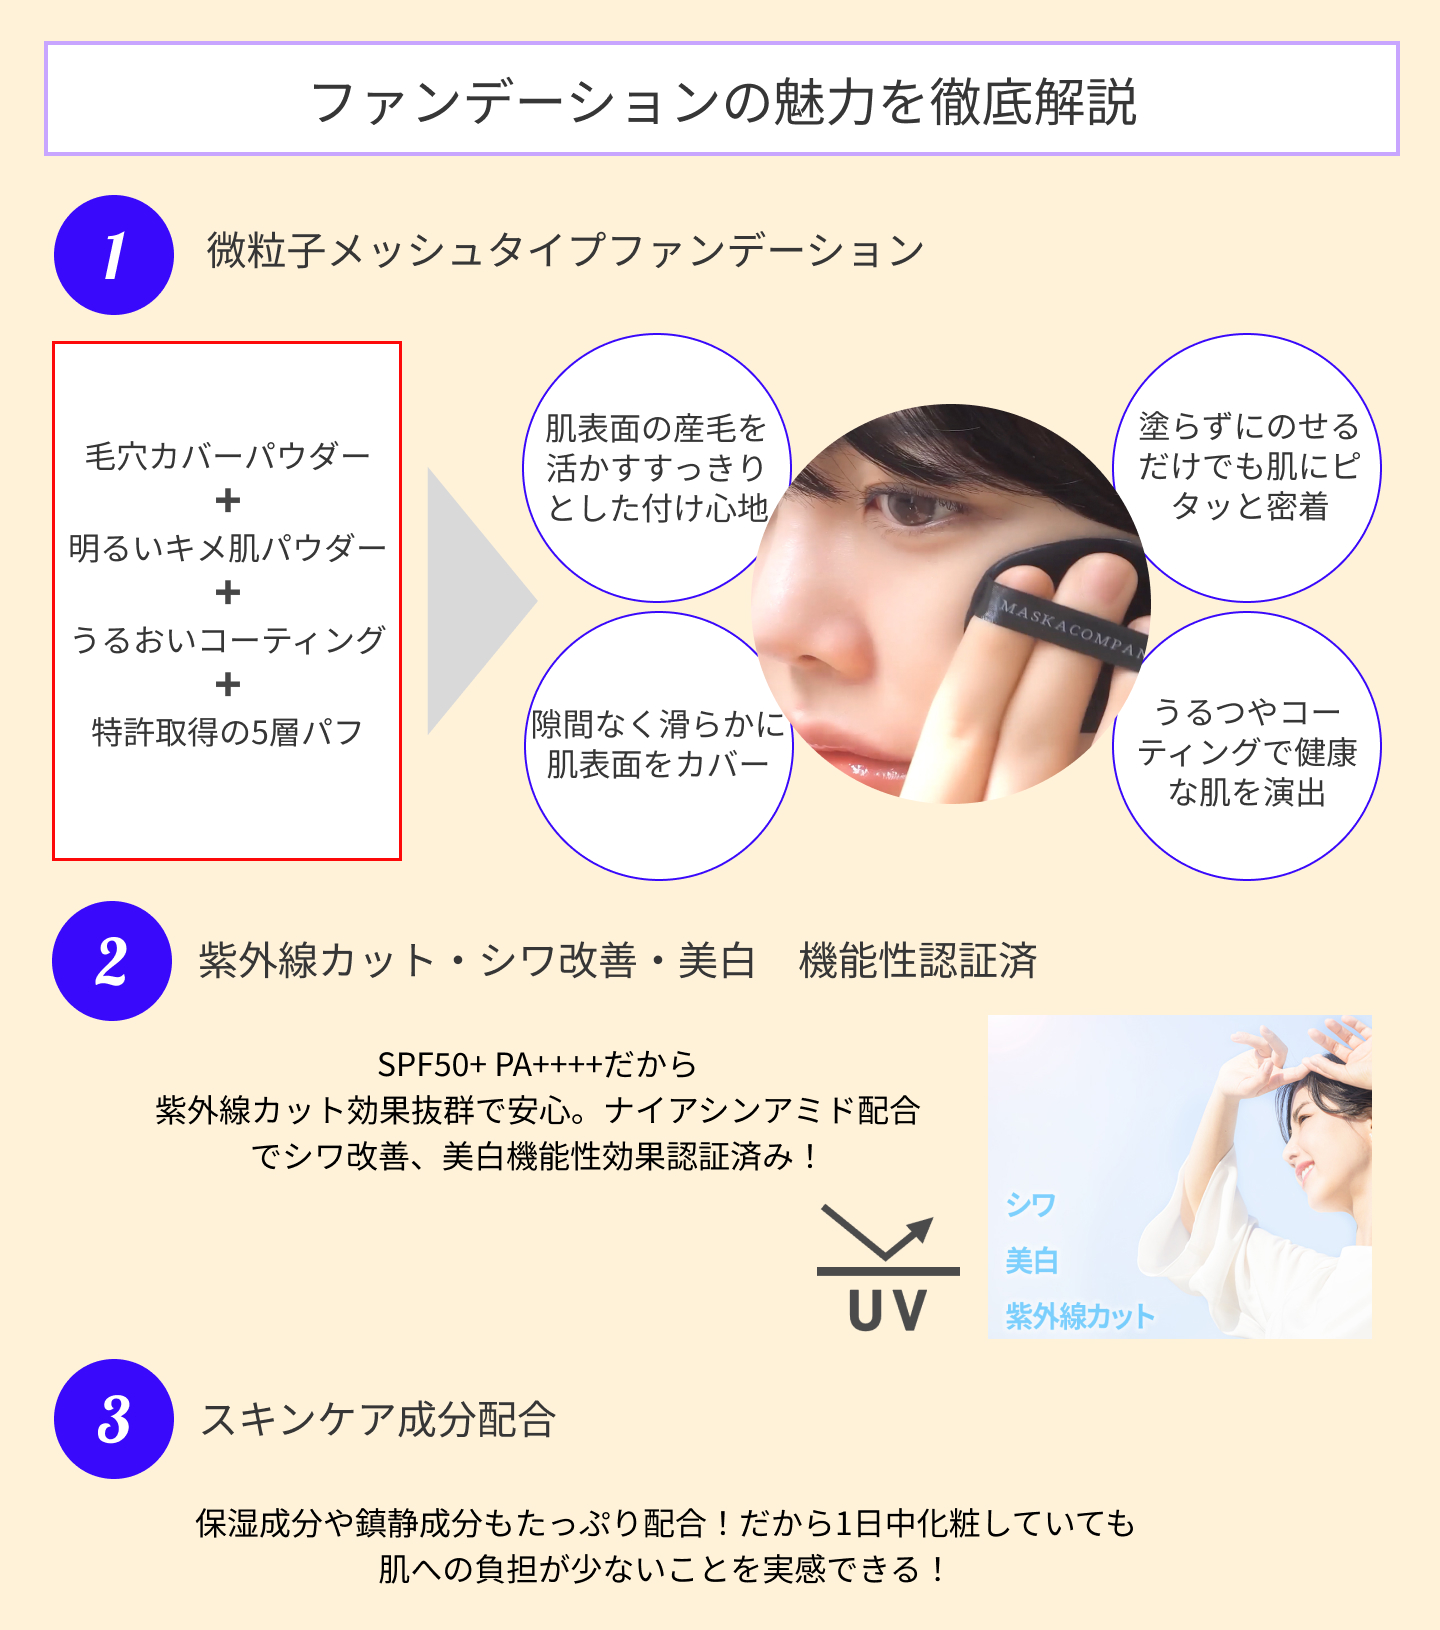 ファンデーションの魅力を徹底解説
1
微粒子メッシュタイプファンデーション
毛穴カバーパウダー
+
明るいキメ肌パウダー
+
うるおいコーティング
+
特許取得の5層パフ
肌表面の産毛を
活かすすっきり
とした付け心地
隙間なく滑らかに
肌表面をカバー
MASKACOMPAN
塗らずにのせる
だけでも肌にピ
タッと密着
うるつやコー
ティングで健康
な肌を演出
2
紫外線カット・シワ改善・美白　機能性認証済
SPF50+ PA++++だから
紫外線カット効果抜群で安心。ナイアシンアミド配合
でシワ改善、美白機能性効果認証済み！
UV
シワ
美白
紫外線カット
3
スキンケア成分配合
保湿成分や鎮静成分もたっぷり配合！だから1日中化粧していても
肌への負担が少ないことを実感できる！